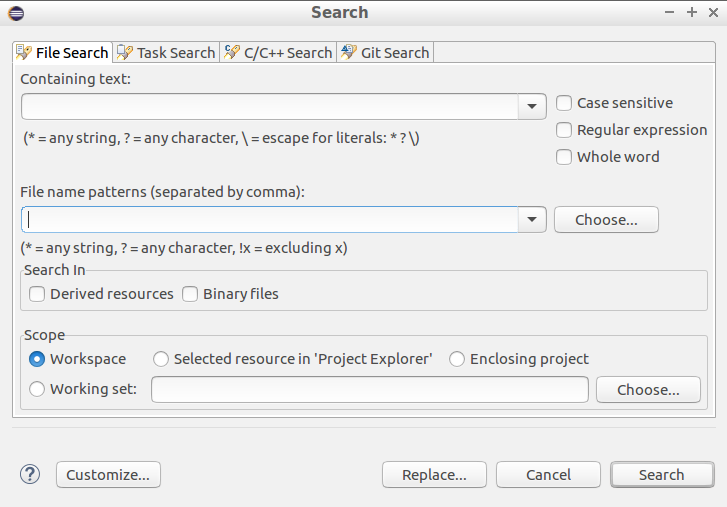 Search
File Search Task Search C/C++ Search Git Search
Containing text:
Case sensitive
(* = any string, ? = any character, \ = escape for literals: * ? \)
Regular expression
Whole word
File name patterns (separated by comma):
Choose...
(* = any string, ? = any character, !x = excluding x)
Search In
Derived resources Binary files
Scope
Workspace Selected resource in 'Project Explorer' Enclosing project
Working set: Choose...
? Customize... Replace... Cancel Search